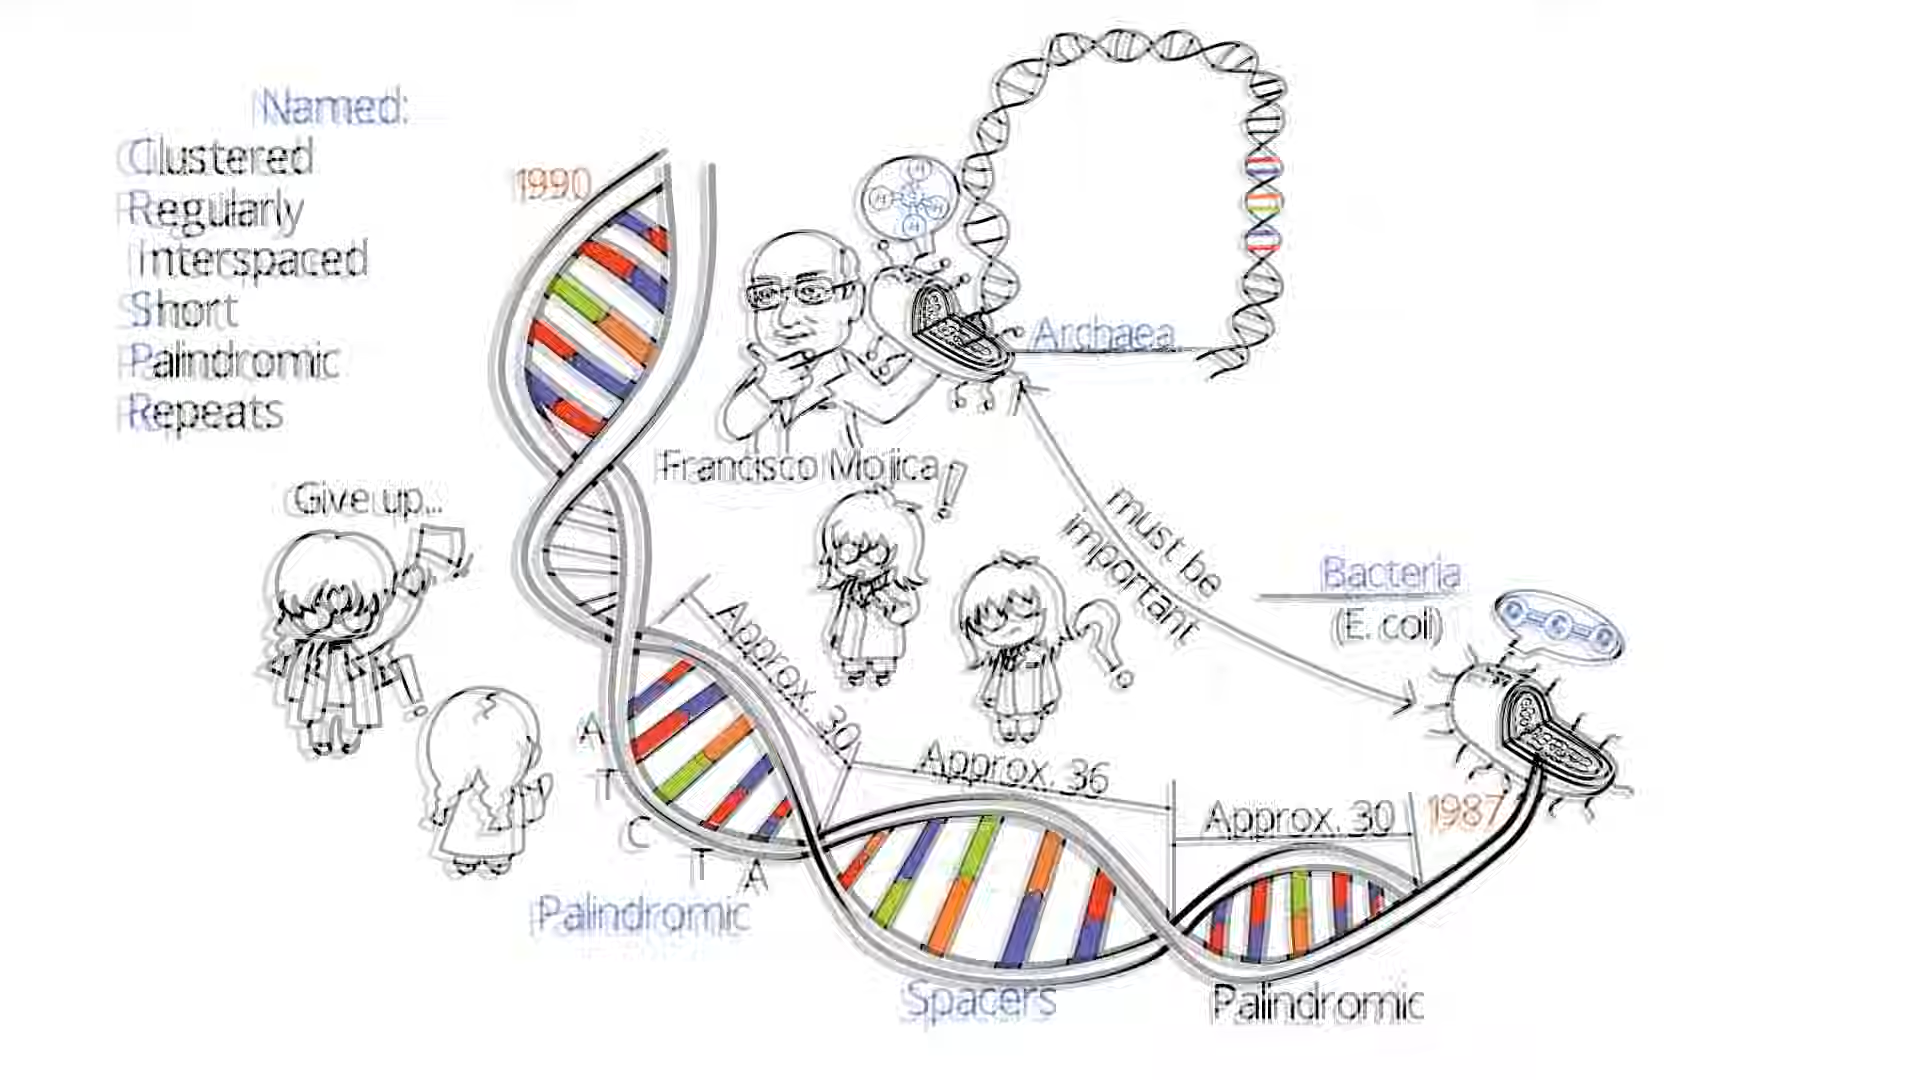 Named:
Clustered
Regularly
Interspaced
Short
Palindromic
Repeats
1990
Francisco Mojica
Archaea
Give up...
!
!
?
must be
important
Bacteria
(E. coli)
Approx. 30
Approx. 36
Approx. 30
1987
A
T
C
T
A
Palindromic
Spacers
Palindromic